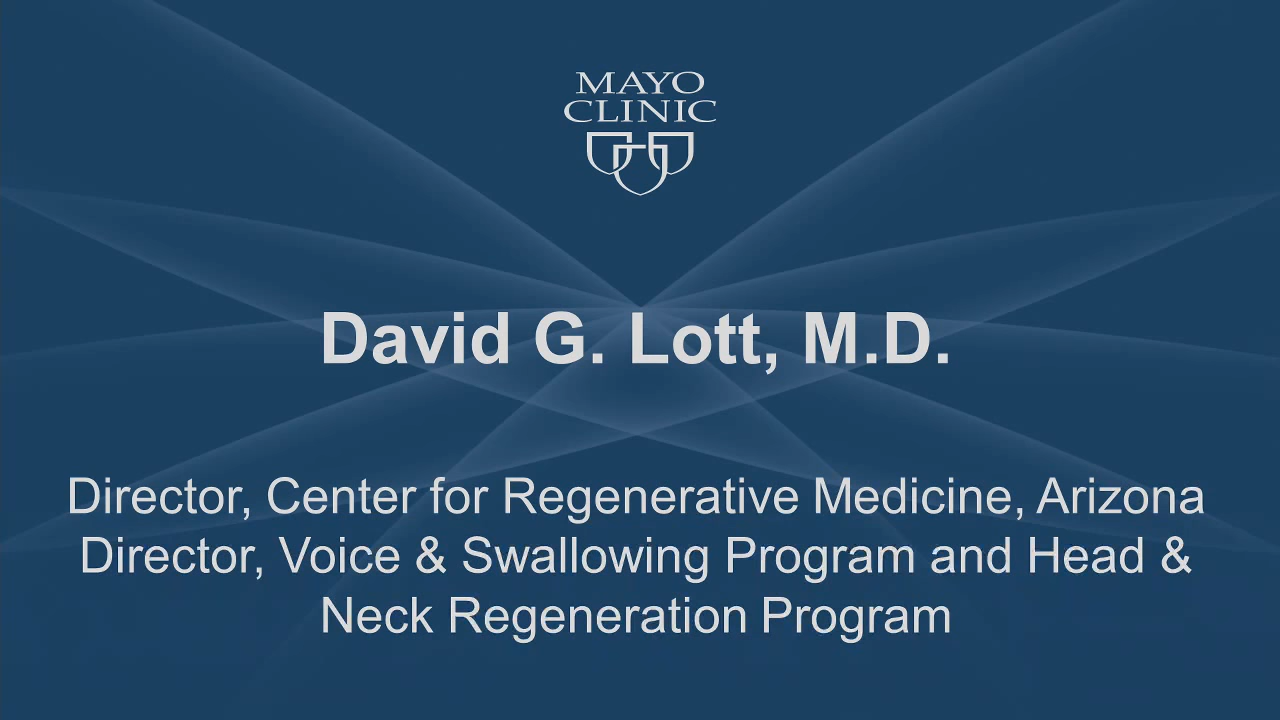 MAYO
CLINIC
David G. Lott, M.D.
Director, Center for Regenerative Medicine, Arizona
Director, Voice & Swallowing Program and Head &
Neck Regeneration Program